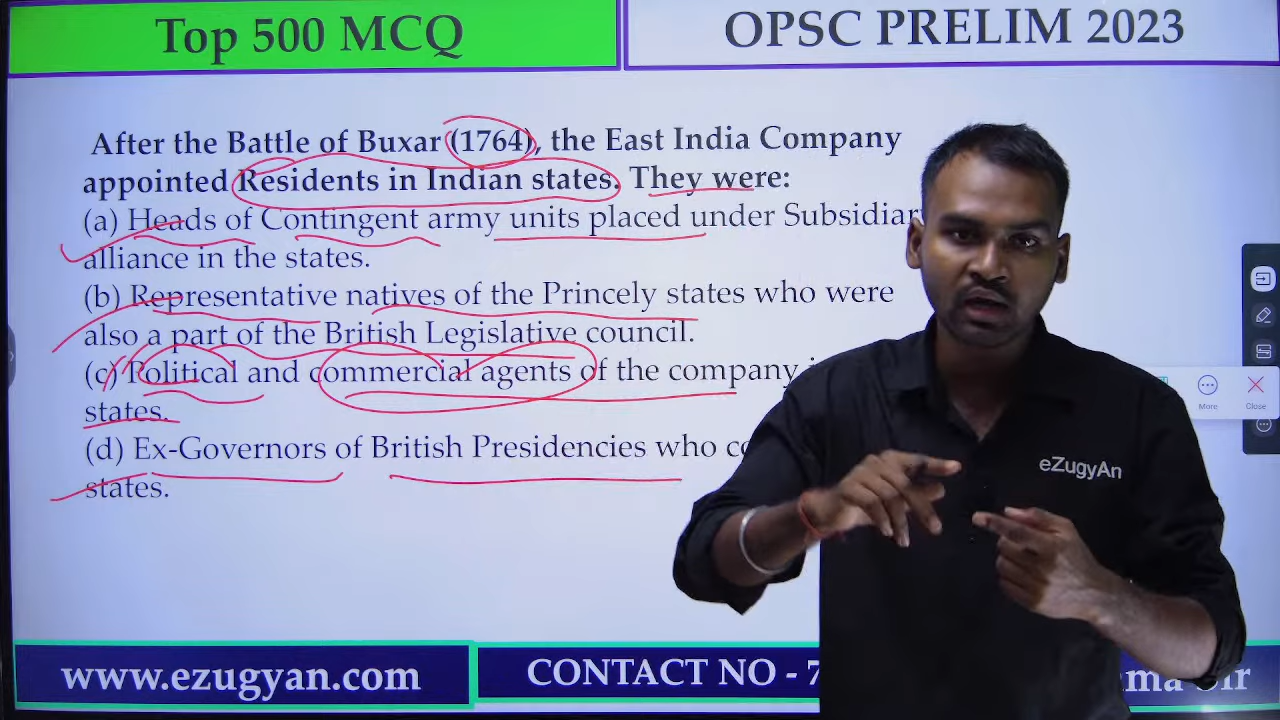 Top 500 MCQ
OPSC PRELIM 2023
After the Battle of Buxar (1764), the East India Company
appointed Residents in Indian states. They were:
(a) Heads of Contingent army units placed under
alliance in the states.
(b) Representative natives of the Princely states who were
also a part of the British Legislative council.
(c) Political and commercial agents of the company
states.
(d) Ex-Governors of British Presidencies who
states.
More
Close
eZugyAn
www.ezugyan.com
CONTACT NO - 7